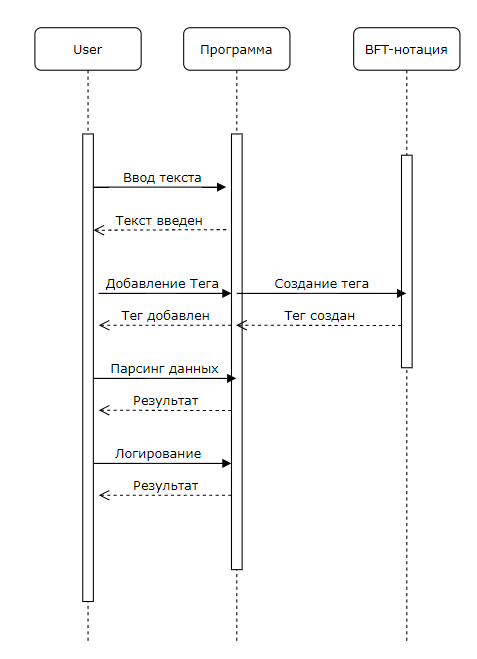 User
Программа
BFT-нотация
Ввод текста
Текст введен
Добавление Тега
Создание тега
Тег добавлен
Тег создан
Парсинг данных
Результат
Логирование
Результат